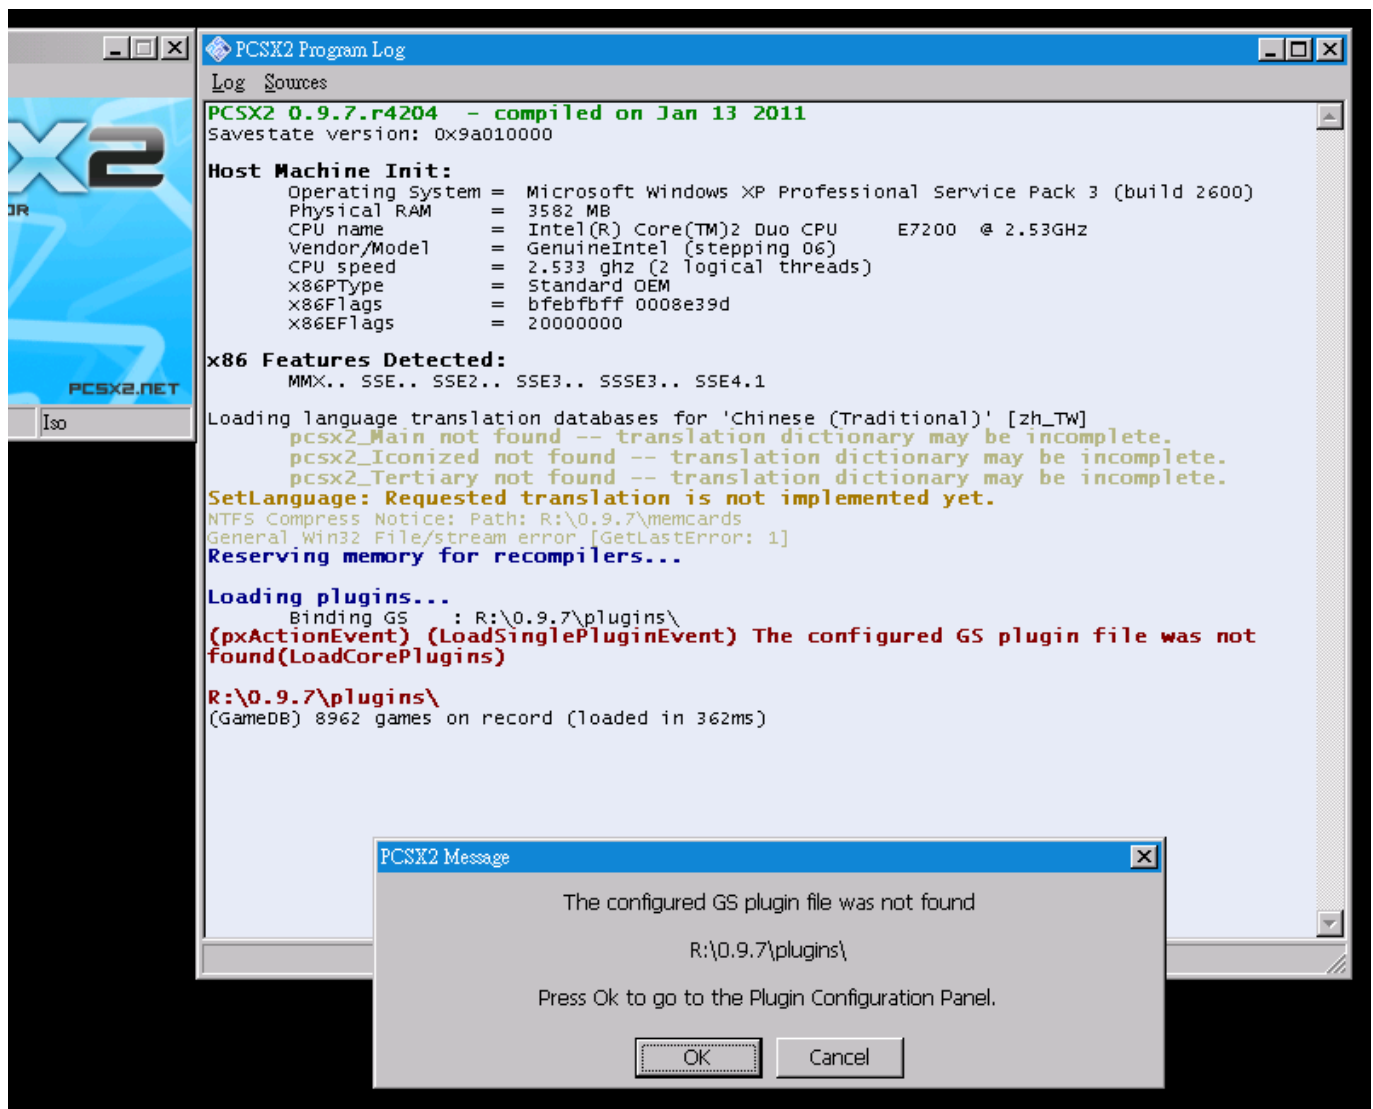 PCSX2 Program Log
Log Sources
X2
OR
PCSX2.NET
Iso
PCSX2 0.9.7.r4204 - compiled on Jan 13 2011
Savestate version: 0x9a010000
Host Machine Init:
Operating System = Microsoft Windows XP Professional Service Pack 3 (build 2600)
Physical RAM = 3582 MB
CPU name = Intel(R) Core(TM)2 Duo CPU E7200 @ 2.53GHz
Vendor/Model = GenuineIntel (stepping 06)
CPU speed = 2.533 ghz (2 logical threads)
x86PType = Standard OEM
x86Flags = bfebfbff 0008e39d
x86EFlags = 20000000
x86 Features Detected:
MMX.. SSE.. SSE2.. SSE3.. SSSE3.. SSE4.1
Loading language translation databases for 'Chinese (Traditional)' [zh_TW]
pcsx2_Main not found -- translation dictionary may be incomplete.
pcsx2_Iconized not found -- translation dictionary may be incomplete.
pcsx2_Tertiary not found -- translation dictionary may be incomplete.
SetLanguage: Requested translation is not implemented yet.
NTFS Compress Notice: Path: R:\0.9.7\memcards
General Win32 File/stream error [GetLastError: 1]
Reserving memory for recompilers...
Loading plugins...
Binding GS : R:\0.9.7\plugins\
(pxActionEvent) (LoadSinglePluginEvent) The configured GS plugin file was not
found(LoadCorePlugins)
R:\0.9.7\plugins\
(GameDB) 8962 games on record (loaded in 362ms)
PCSX2 Message
The configured GS plugin file was not found
R:\0.9.7\plugins\
Press Ok to go to the Plugin Configuration Panel.
OK Cancel